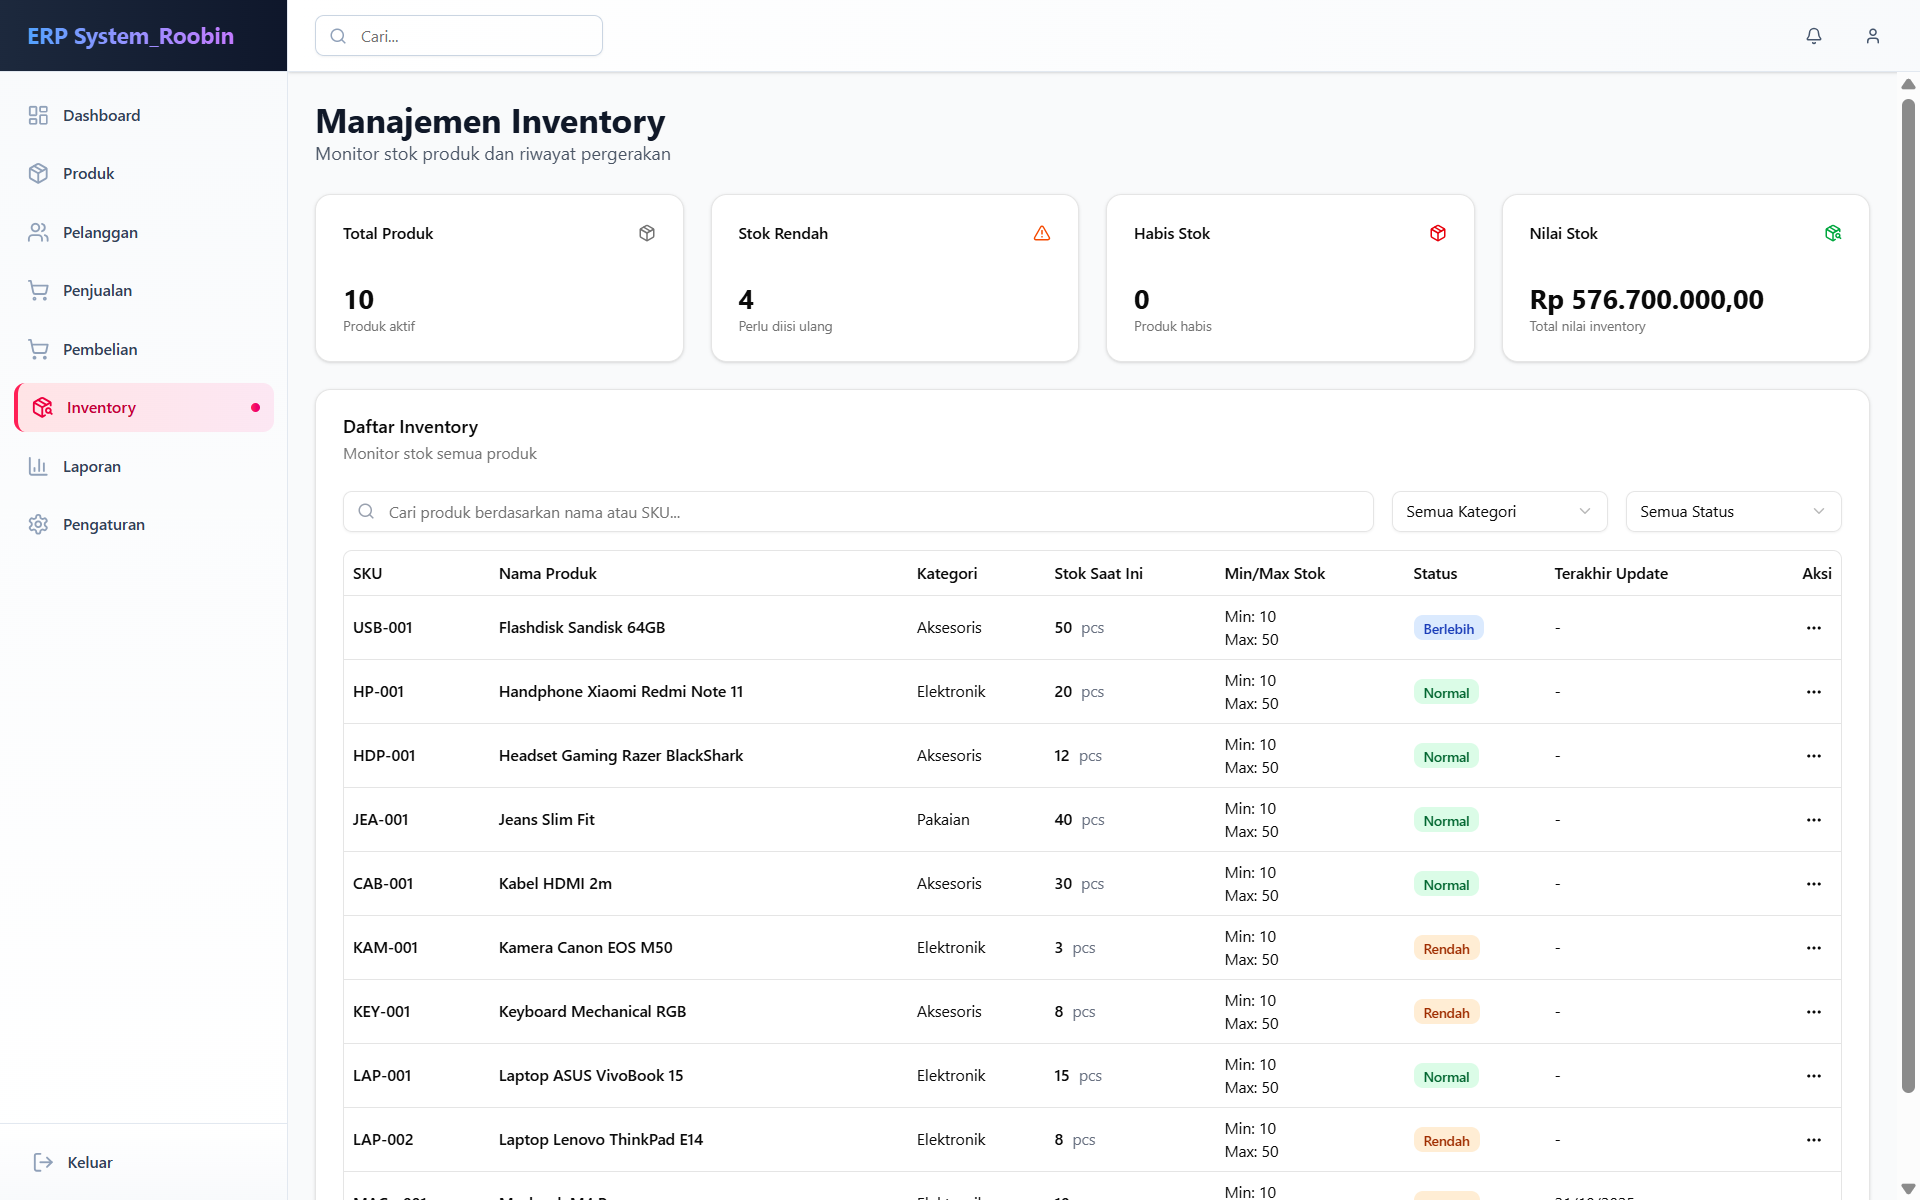 ERP System_Roobin
Cari...
Dashboard
Produk
Pelanggan
Penjualan
Pembelian
Inventory
Laporan
Pengaturan
Keluar
Manajemen Inventory
Monitor stok produk dan riwayat pergerakan
Total Produk
10
Produk aktif
Stok Rendah
4
Perlu diisi ulang
Habis Stok
0
Produk habis
Nilai Stok
Rp 576.700.000,00
Total nilai inventory
Daftar Inventory
Monitor stok semua produk
Cari produk berdasarkan nama atau SKU...
Semua Kategori
Semua Status
SKU Nama Produk Kategori Stok Saat Ini Min/Max Stok Status Terakhir Update Aksi
USB-001 Flashdisk Sandisk 64GB Aksesoris 50 pcs Min: 10 Berlebih -
Max: 50
HP-001 Handphone Xiaomi Redmi Note 11 Elektronik 20 pcs Min: 10 Normal -
Max: 50
HDP-001 Headset Gaming Razer BlackShark Aksesoris 12 pcs Min: 10 Normal -
Max: 50
JEA-001 Jeans Slim Fit Pakaian 40 pcs Min: 10 Normal -
Max: 50
CAB-001 Kabel HDMI 2m Aksesoris 30 pcs Min: 10 Normal -
Max: 50
KAM-001 Kamera Canon EOS M50 Elektronik 3 pcs Min: 10 Rendah -
Max: 50
KEY-001 Keyboard Mechanical RGB Aksesoris 8 pcs Min: 10 Rendah -
Max: 50
LAP-001 Laptop ASUS VivoBook 15 Elektronik 15 pcs Min: 10 Normal -
Max: 50
LAP-002 Laptop Lenovo ThinkPad E14 Elektronik 8 pcs Min: 10 Rendah -
Max: 50
Min: 10